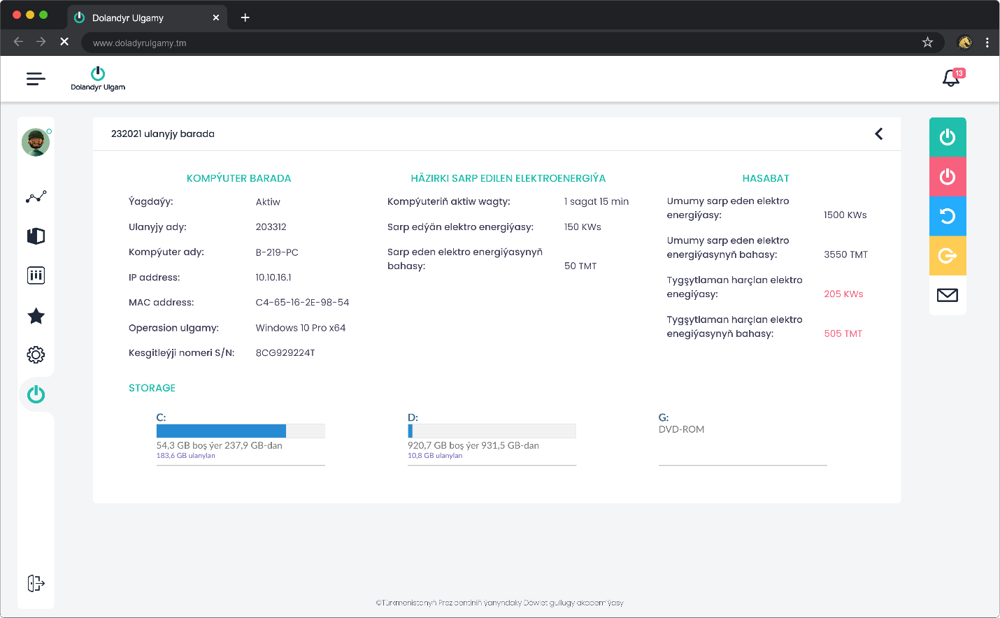 Dolandyr Ulgamy
www.doladyrulgamy.tm
Dolandyr Ulgam
13
232021 ulanyjy barada
KOMPÝUTER BARADA
Ýagdaýy: Aktiw
Ulanyjy ady: 203312
Kompýuter ady: B-219-PC
IP address: 10.10.16.1
MAC address: C4-65-16-2E-98-54
Operasion ulgamy: Windows 10 Pro x64
Kesgitleýji nomeri S/N: 8CG929224T
HÄZIRKI SARP EDILEN ELEKTROENERGIÝA
Kompýuteriň aktiw wagty: 1 sagat 15 min
Sarp edýän elektro energiýasy: 150 KWs
Sarp eden elektro energiýasynyň
bahasy: 50 TMT
HASABAT
Umumy sarp eden elektro
energiýasy: 1500 KWs
Umumy sarp eden elektro
energiýasynyň bahasy: 3550 TMT
Tygşytlaman harçlan elektro
enegiýasy: 205 KWs
Tygşytlaman harçlan elektro
enegiýasynyň bahasy: 505 TMT
STORAGE
C:
54,3 GB boş ýer 237,9 GB-dan
183,6 GB ulanylan
D:
920,7 GB boş ýer 931,5 GB-dan
10,8 GB ulanylan
G:
DVD-ROM
©Türkmenistanyň Prezidentiniň ýanyndaky Döwlet gullugy akademiýasy